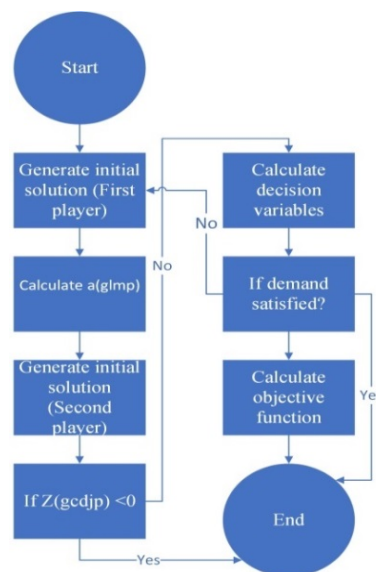 Start
Generate initial
solution (First
player)
Calculate a(glmp)
Generate initial
solution
(Second
player)
If Z(gcdjp) <0
No
Yes
Calculate
decision
variables
If demand
satisfied?
No
Ye
Calculate
objective
function
End